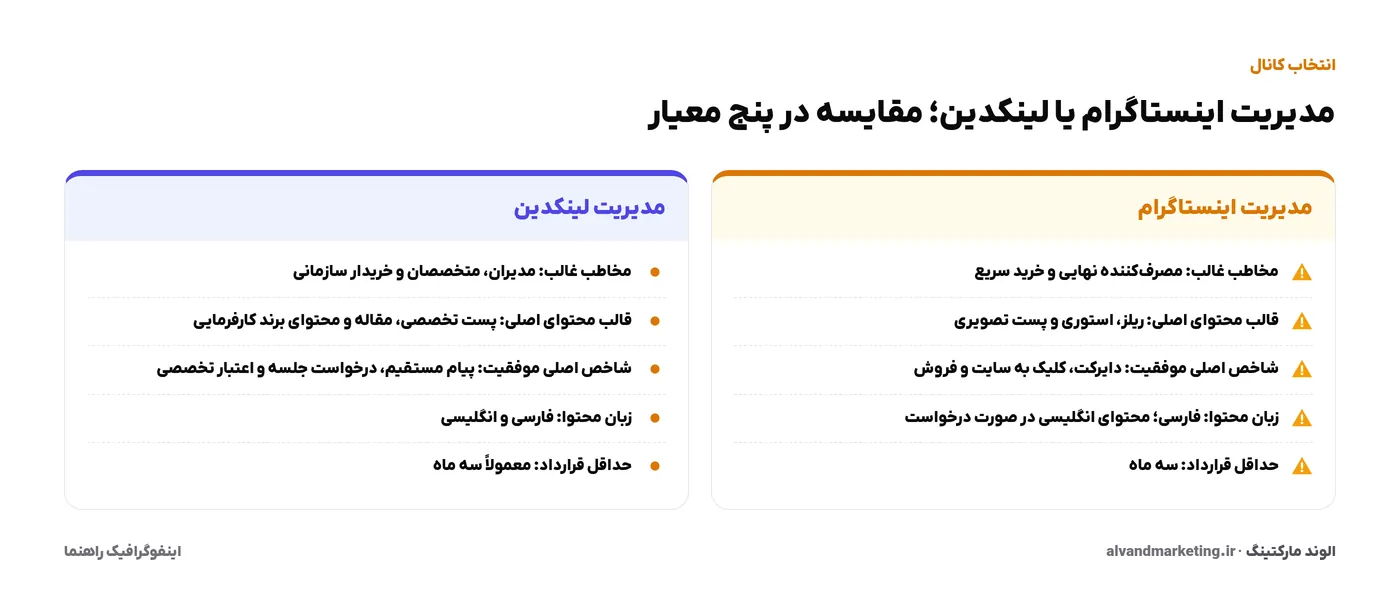 انتخاب کانال
مدیریت اینستاگرام یا لینکدین؛ مقایسه در پنج معیار
مدیریت اینستاگرام
مخاطب غالب: مصرف‌کننده نهایی و خرید سریع
قالب محتوای اصلی: ریلز، استوری و پست تصویری
شاخص اصلی موفقیت: دایرکت، کلیک به سایت و فروش
زبان محتوا: فارسی؛ محتوای انگلیسی در صورت درخواست
حداقل قرارداد: سه ماه
مدیریت لینکدین
مخاطب غالب: مدیران، متخصصان و خریدار سازمانی
قالب محتوای اصلی: پست تخصصی، مقاله و محتوای برند کارفرمایی
شاخص اصلی موفقیت: پیام مستقیم، درخواست جلسه و اعتبار تخصصی
زبان محتوا: فارسی و انگلیسی
حداقل قرارداد: معمولاً سه ماه
الوند مارکتینگ · alvandmarketing.ir
اینفوگرافیک راهنما